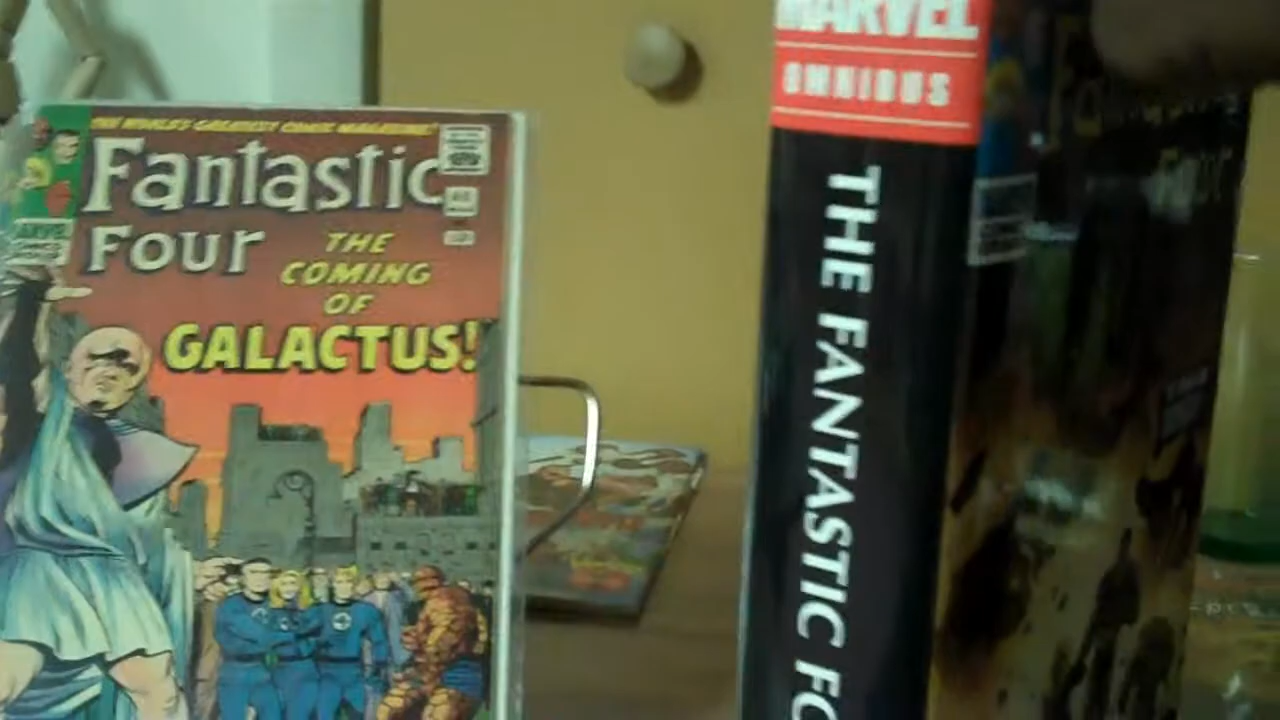 THE WORLD'S GREATEST COMIC MAGAZINE!
Fantastic
Four
THE
COMING
OF
GALACTUS!
MARVEL
OMNIBUS
THE FANTASTIC FO